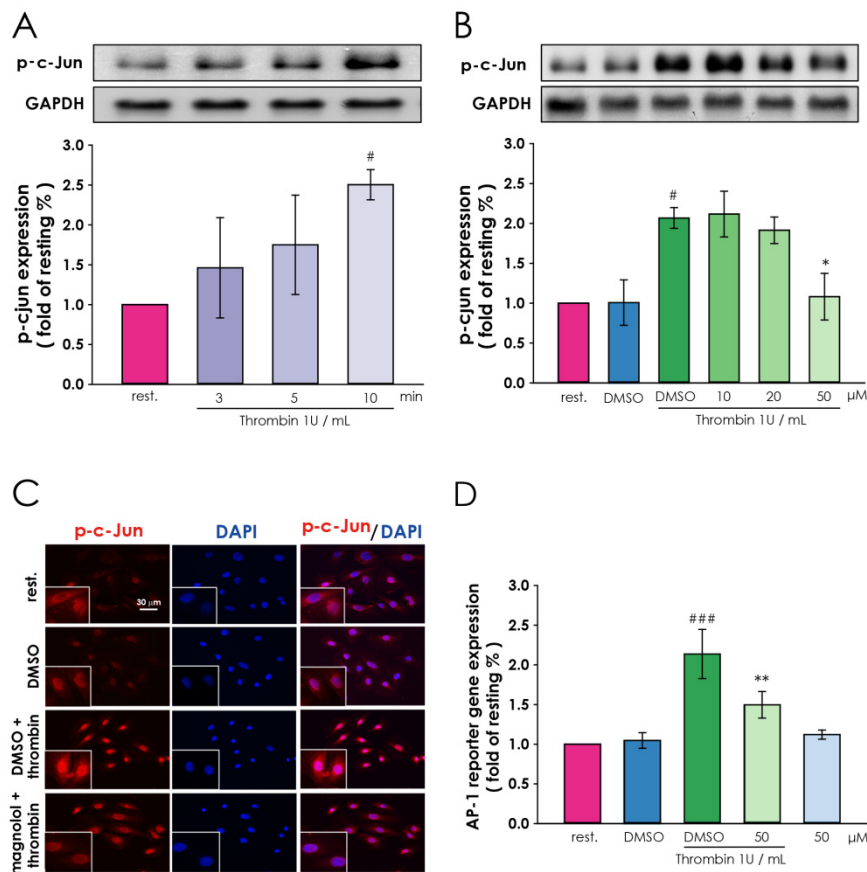 A
p-c-Jun
GAPDH
p-cjun expression
( fold of resting % )
3.0
2.5
2.0
1.5
1.0
0.5
0.0
#
rest.
3
5
10
min
Thrombin 1U / mL
B
p-c-Jun
GAPDH
p-cjun expression
( fold of resting % )
3.0
2.5
2.0
1.5
1.0
0.5
0.0
#
*
rest.
DMSO
DMSO
10
20
50
µM
Thrombin 1U / mL
C
p-c-Jun
DAPI
p-c-Jun/DAPI
rest.
30 µm
DMSO
DMSO +
thrombin
magnolol +
thrombin
D
AP-1 reporter gene expression
( fold of resting % )
3.0
2.5
2.0
1.5
1.0
0.5
0.0
###
**
rest.
DMSO
DMSO
50
50
µM
Thrombin 1U / mL